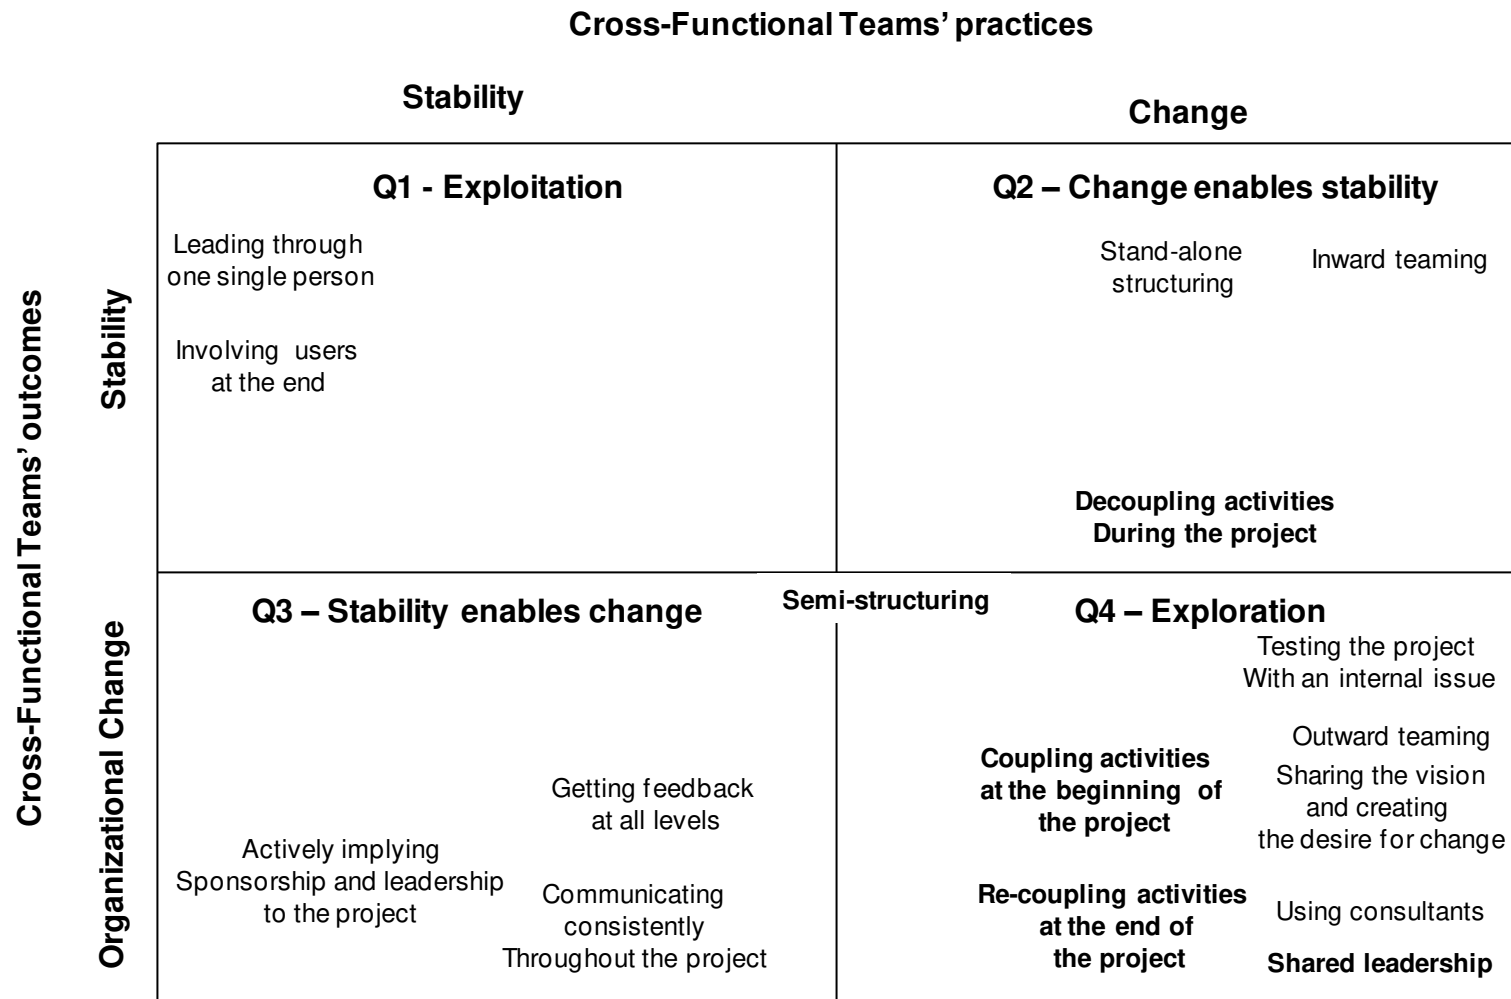 Cross-Functional Teams' practices
Stability
Change
Cross-Functional Teams' outcomes
Stability
Organizational Change
Q1 - Exploitation
Leading through
one single person
Involving users
at the end
Q2 – Change enables stability
Stand-alone
structuring
Inward teaming
Decoupling activities
During the project
Semi-structuring
Q3 – Stability enables change
Getting feedback
at all levels
Actively implying
Sponsorship and leadership
to the project
Communicating
consistently
Throughout the project
Q4 – Exploration
Testing the project
With an internal issue
Outward teaming
Coupling activities
at the beginning of
the project
Sharing the vision
and creating
the desire for change
Re-coupling activities
at the end of
the project
Using consultants
Shared leadership